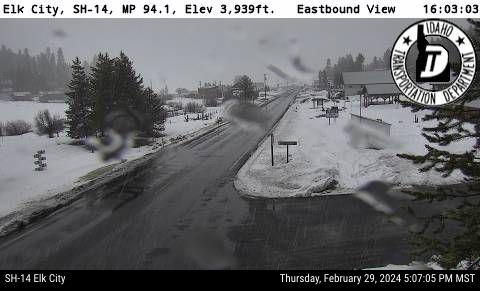 Elk City, SH-14, MP 94.1, Elev 3,939ft. Eastbound View 16:03:03
IDAHO
TRANSPORTATION DEPARTMENT
SH-14 Elk City Thursday, February 29, 2024 5:07:05 PM MST